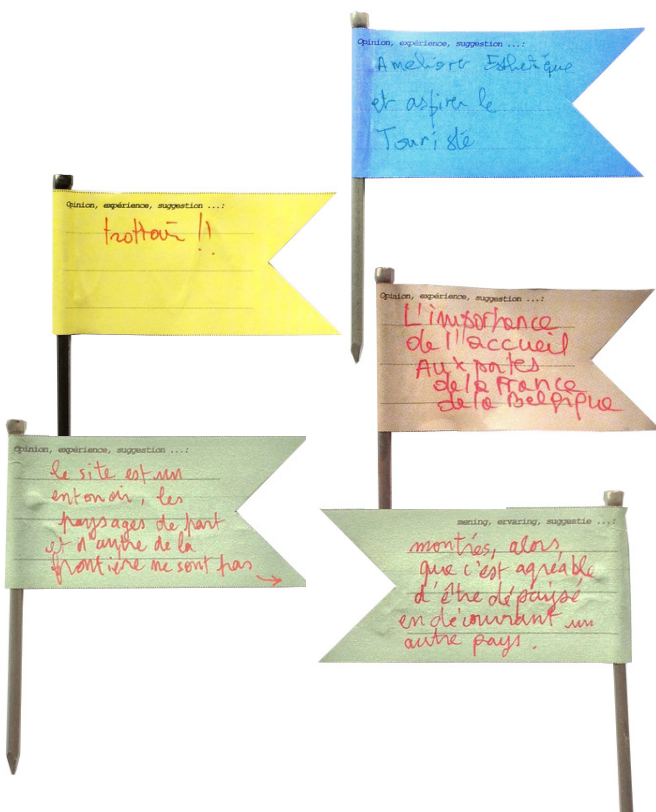 Opinion, expérience, suggestion ...:
Améliorer Esthétique
et aspirer le
Touriste
Opinion, expérience, suggestion ...:
trottoir !!
Opinion, expérience, suggestion ...:
L'importance
de l'accueil
Aux portes
de la France
de la Belgique
Opinion, expérience, suggestion ...:
le site est un
entonoir, les
paysages de part
et d'autre de la
frontière ne sont pas →
mening, ervaring, suggestie ...:
montrés, alors
que c'est agréable
d'être dépaysé
en découvrant un
autre pays.